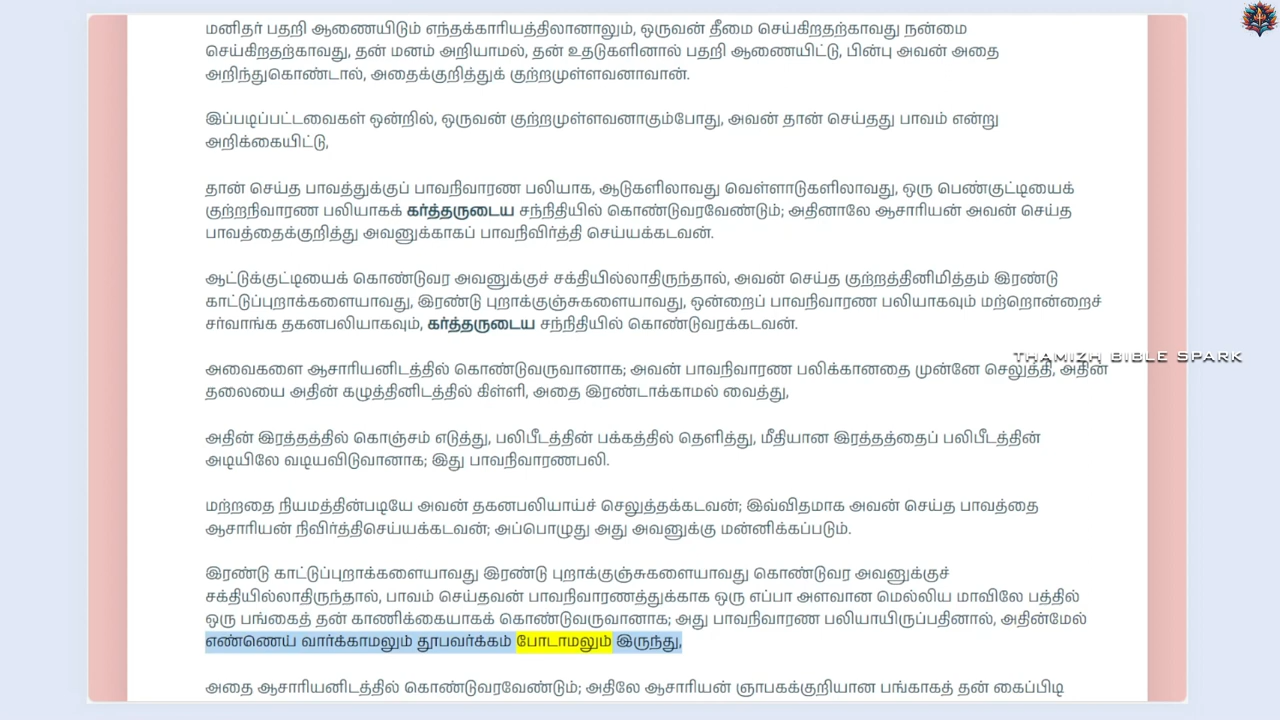 மனிதர் பதறி ஆணையிடும் எந்தக்காரியத்திலானாலும், ஒருவன் தீமை செய்கிறதற்காவது நன்மை
செய்கிறதற்காவது, தன் மனம் அறியாமல், தன் உதடுகளினால் பதறி ஆணையிட்டு, பின்பு அவன் அதை
அறிந்துகொண்டால், அதைக்குறித்துக் குற்றமுள்ளவனாவான்.
இப்படிப்பட்டவைகள் ஒன்றில், ஒருவன் குற்றமுள்ளவனாகும்போது, அவன் தான் செய்தது பாவம் என்று
அறிக்கையிட்டு,
தான் செய்த பாவத்துக்குப் பாவநிவாரண பலியாக, ஆடுகளிலாவது வெள்ளாடுகளிலாவது, ஒரு பெண்குட்டியைக்
குற்றநிவாரண பலியாகக் கர்த்தருடைய சந்நிதியில் கொண்டுவரவேண்டும்; அதினாலே ஆசாரியன் அவன் செய்த
பாவத்தைக்குறித்து அவனுக்காகப் பாவநிவிர்த்தி செய்யக்கடவன்.
ஆட்டுக்குட்டியைக் கொண்டுவர அவனுக்குச் சக்தியில்லாதிருந்தால், அவன் செய்த குற்றத்தினிமித்தம் இரண்டு
காட்டுப்புறாக்களையாவது, இரண்டு புறாக்குஞ்சுகளையாவது, ஒன்றைப் பாவநிவாரண பலியாகவும் மற்றொன்றைச்
சர்வாங்க தகனபலியாகவும், கர்த்தருடைய சந்நிதியில் கொண்டுவரக்கடவன்.
THAMIZH BIBLE SPARK
அவைகளை ஆசாரியனிடத்தில் கொண்டுவருவானாக; அவன் பாவநிவாரண பலிக்கானதை முன்னே செலுத்தி, அதின்
தலையை அதின் கழுத்தினிடத்தில் கிள்ளி, அதை இரண்டாக்காமல் வைத்து,
அதின் இரத்தத்தில் கொஞ்சம் எடுத்து, பலிபீடத்தின் பக்கத்தில் தெளித்து, மீதியான இரத்தத்தைப் பலிபீடத்தின்
அடியிலே வடியவிடுவானாக; இது பாவநிவாரணபலி.
மற்றதை நியமத்தின்படியே அவன் தகனபலியாய்ச் செலுத்தக்கடவன்; இவ்விதமாக அவன் செய்த பாவத்தை
ஆசாரியன் நிவிர்த்திசெய்யக்கடவன்; அப்பொழுது அது அவனுக்கு மன்னிக்கப்படும்.
இரண்டு காட்டுப்புறாக்களையாவது இரண்டு புறாக்குஞ்சுகளையாவது கொண்டுவர அவனுக்குச்
சக்தியில்லாதிருந்தால், பாவம் செய்தவன் பாவநிவாரணத்துக்காக ஒரு எப்பா அளவான மெல்லிய மாவிலே பத்தில்
ஒரு பங்கைத் தன் காணிக்கையாகக் கொண்டுவருவானாக; அது பாவநிவாரண பலியாயிருப்பதினால், அதின்மேல்
எண்ணெய் வார்க்காமலும் தூபவர்க்கம் போடாமலும் இருந்து,
அதை ஆசாரியனிடத்தில் கொண்டுவரவேண்டும்; அதிலே ஆசாரியன் ஞாபகக்குறியான பங்காகத் தன் கைப்பிடி